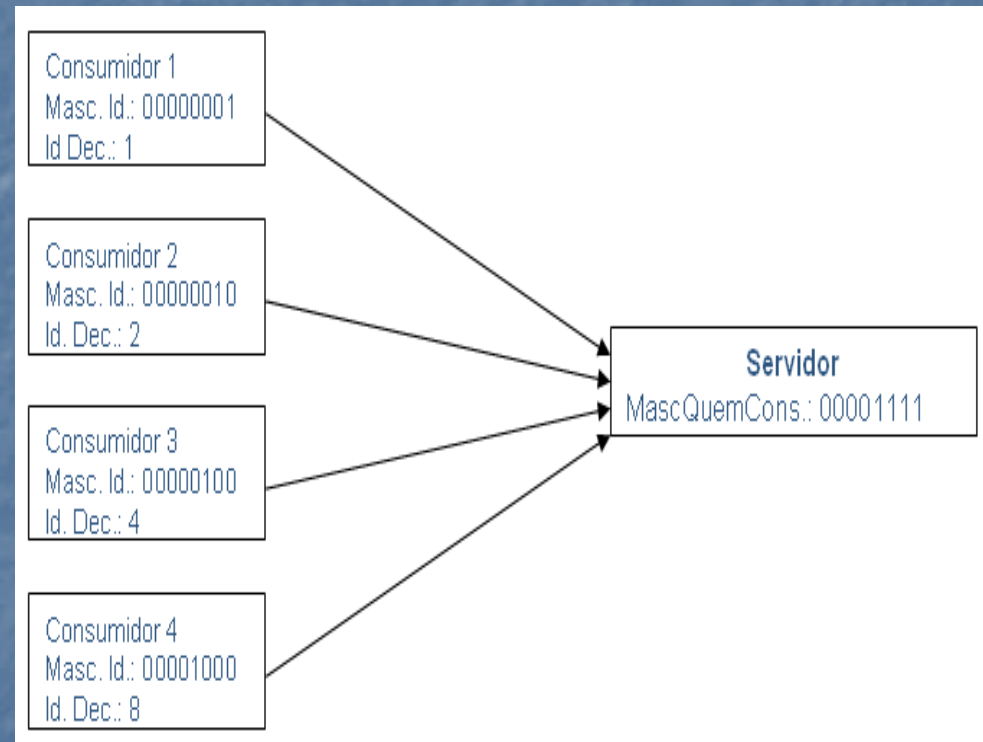 Consumidor 1
Masc. Id.: 00000001
Id Dec.: 1
Consumidor 2
Masc. Id.: 00000010
Id. Dec.: 2
Consumidor 3
Masc. Id.: 00000100
Id. Dec.: 4
Consumidor 4
Masc. Id.: 00001000
Id. Dec.: 8
Servidor
MascQuemCons.: 00001111